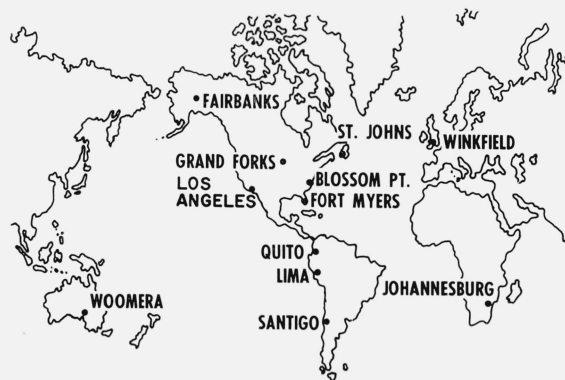 FAIRBANKS
ST. JOHNS
WINKFIELD
GRAND FORKS
LOS
ANGELES
BLOSSOM PT.
FORT MYERS
QUITO
LIMA
JOHANNESBURG
WOOMERA
SANTIGO